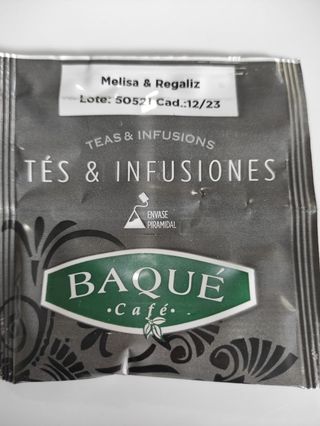 Melisa & Regaliz
Lote: 50521 Cad.:12/23
TEAS & INFUSIONS
TÉS & INFUSIONES
ENVASE
PIRAMIDAL
BAQUÉ
·Café·